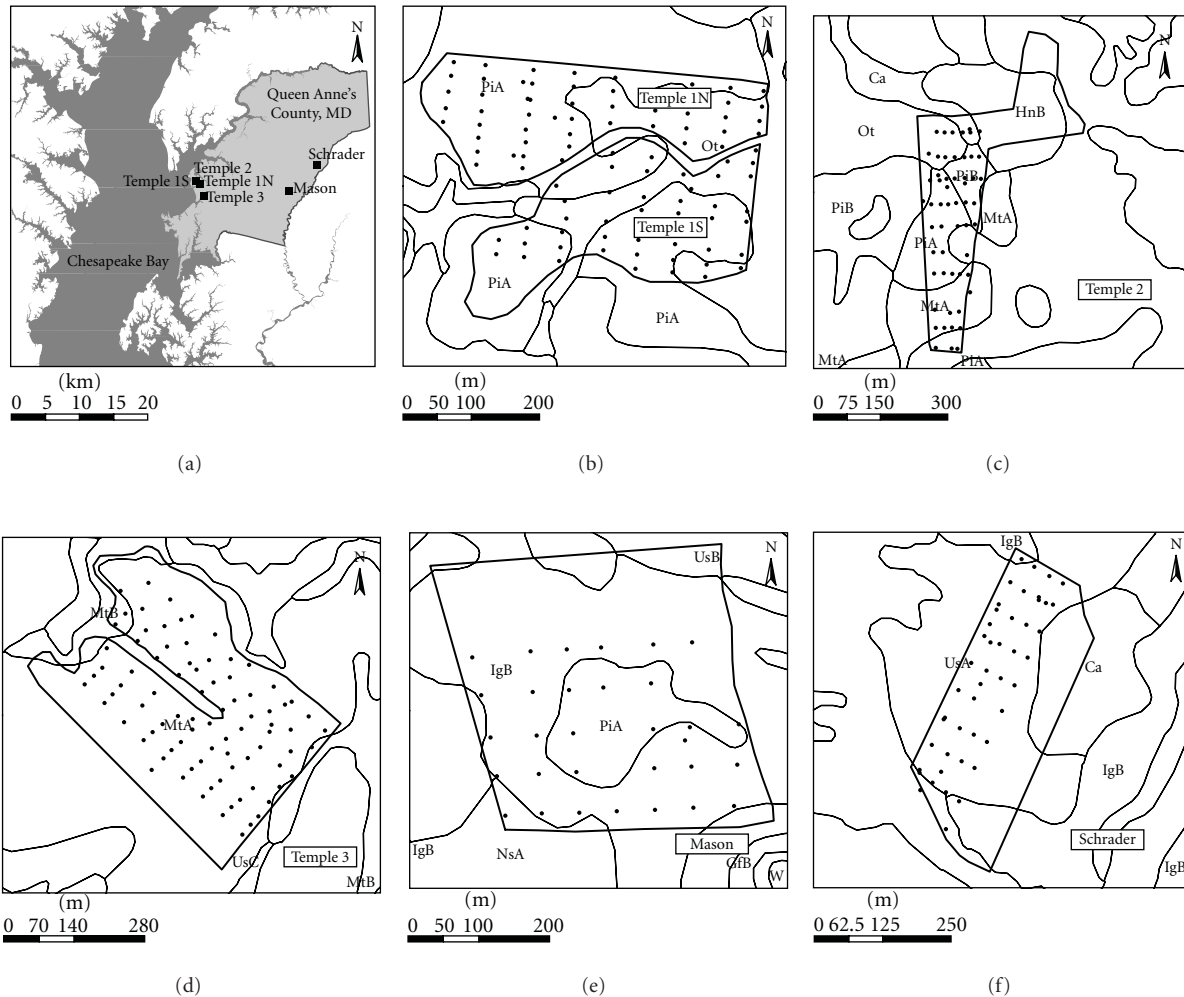 N
Queen Anne's
County, MD
Schrader
Temple 2
Temple 1S
Temple 1N
Mason
Temple 3
Chesapeake Bay
(km)
0 5 10 15 20
(a)
N
PiA
Temple 1N
Ot
Temple 1S
PiA
PiA
(m)
0 50 100 200
(b)
N
Ca
HnB
Ot
PiB
PiB
MtA
PiA
Temple 2
MtA
MtA
PiA
(m)
0 75 150 300
(c)
N
MtB
MtA
UsC
Temple 3
MtB
(m)
0 70 140 280
(d)
UsB
N
IgB
PiA
Mason
IgB
NsA
GfB
W
(m)
0 50 100 200
(e)
IgB
N
UsA
Ca
IgB
Schrader
IgB
(m)
0 62.5 125 250
(f)